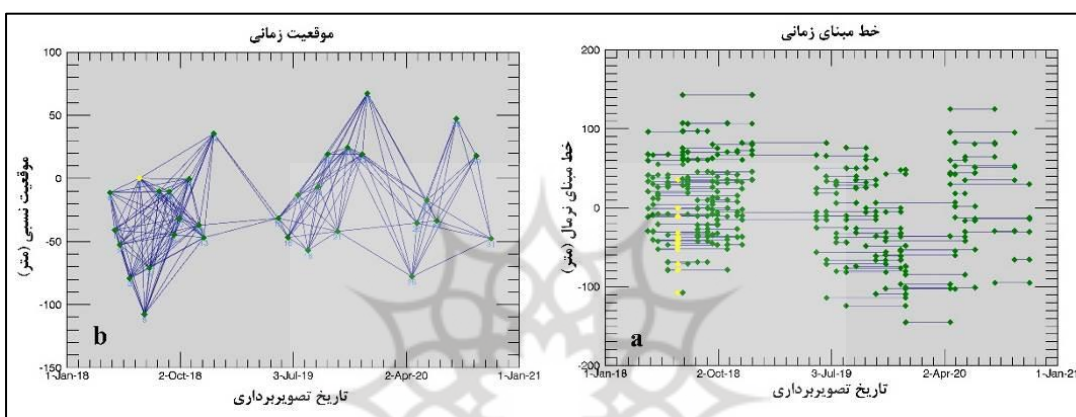 موقعیت زمانی
100
50
0
-50
-100
-150
موقعیت نسبی (متر)
b
1-Jan-18
2-Oct-18
3-Jul-19
2-Apr-20
1-Jan-21
تاریخ تصویربرداری
خط مبنای زمانی
200
100
0
-100
-200
خط مبنای نرمال (متر)
a
1-Jan-18
2-Oct-18
3-Jul-19
2-Apr-20
1-Jan-21
تاریخ تصویربرداری